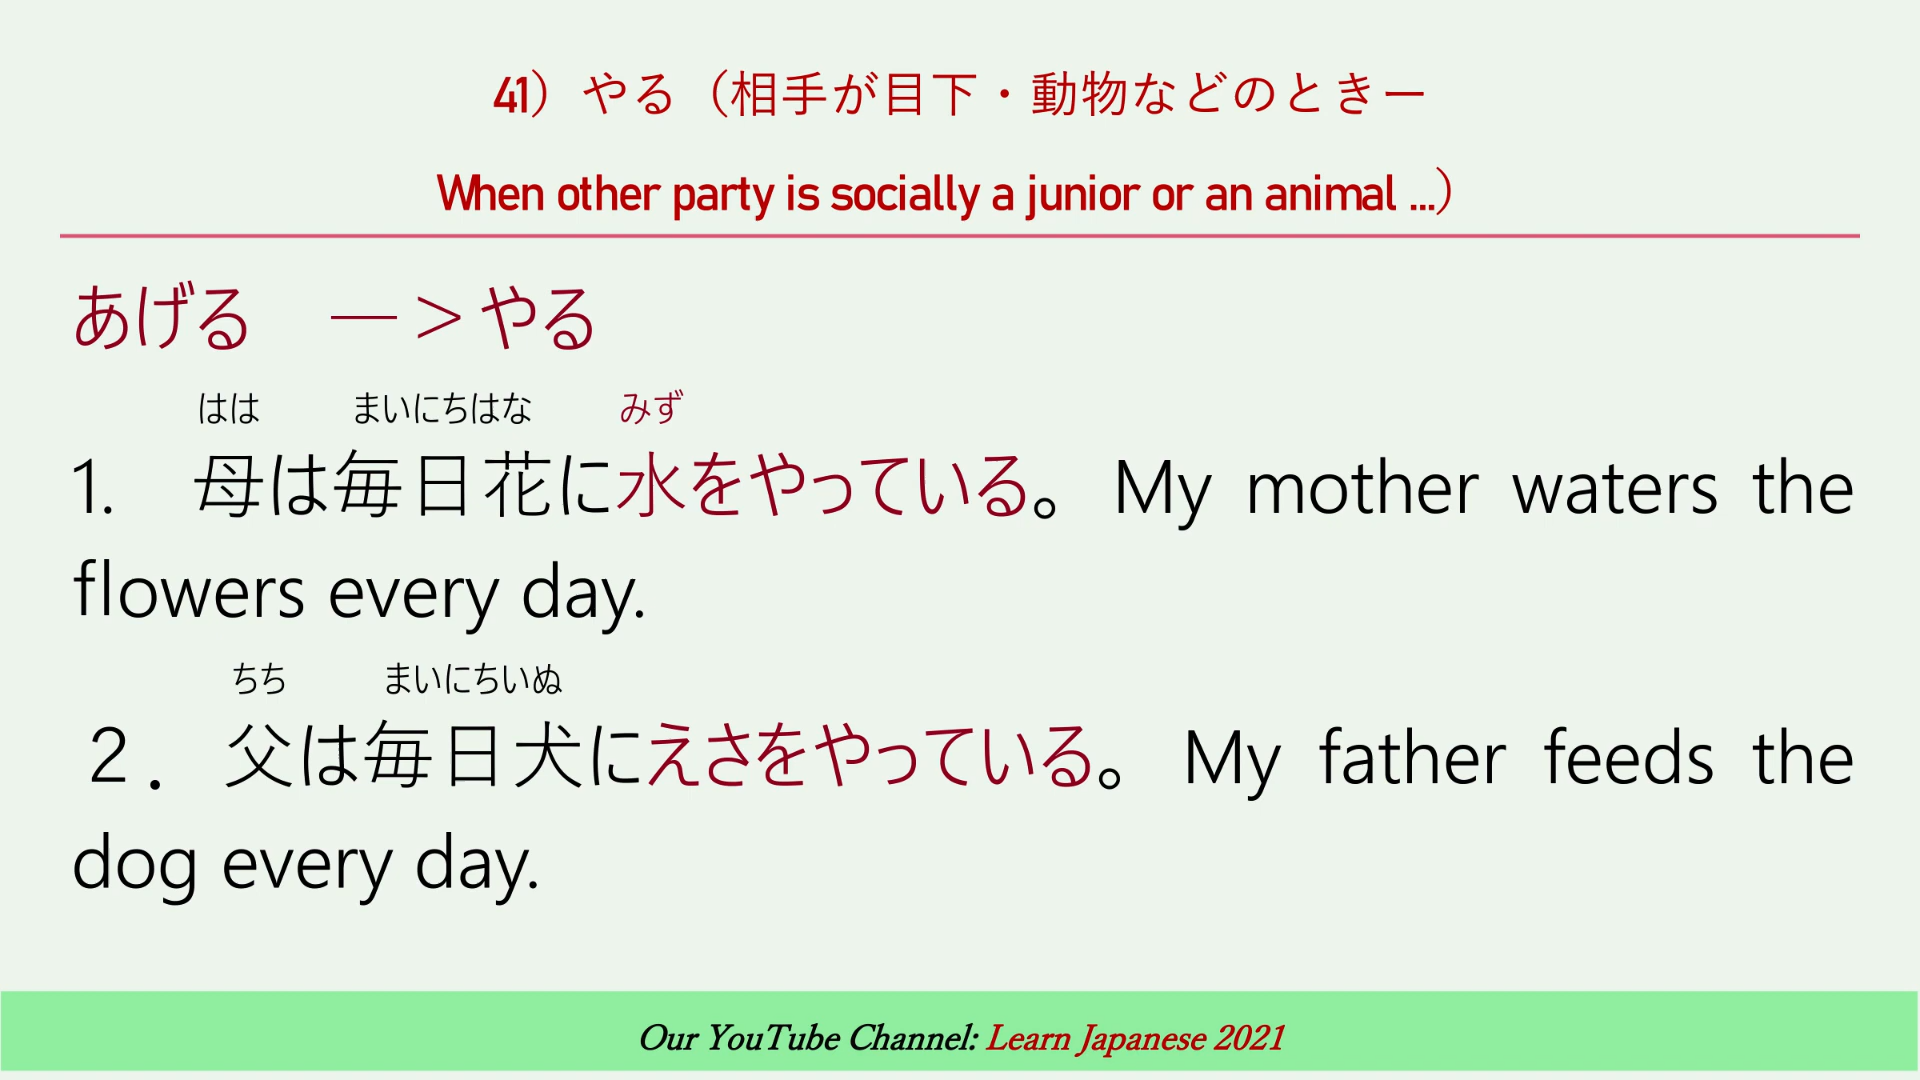 41）やる（相手が目下・動物などのときー
When other party is socially a junior or an animal ...）
あげる　―＞やる
はは　まいにちはな　みず
1.　母は毎日花に水をやっている。My mother waters the
flowers every day.
ちち　まいにちいぬ
２．父は毎日犬にえさをやっている。My father feeds the
dog every day.
Our YouTube Channel: Learn Japanese 2021